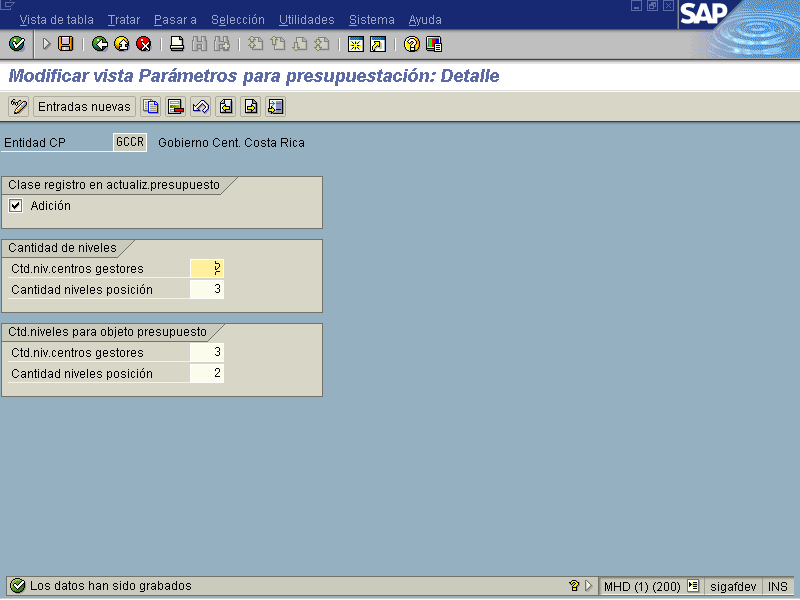 Vista de tabla Tratar Pasar a Selección Utilidades Sistema Ayuda
SAP
Modificar vista Parámetros para presupuestación: Detalle
Entradas nuevas
Entidad CP GCCR Gobierno Cent. Costa Rica
Clase registro en actualiz.presupuesto
Adición
Cantidad de niveles
Ctd.niv.centros gestores
Cantidad niveles posición 3
Ctd.niveles para objeto presupuesto
Ctd.niv.centros gestores 3
Cantidad niveles posición 2
Los datos han sido grabados MHD (1) (200) sigafdev INS